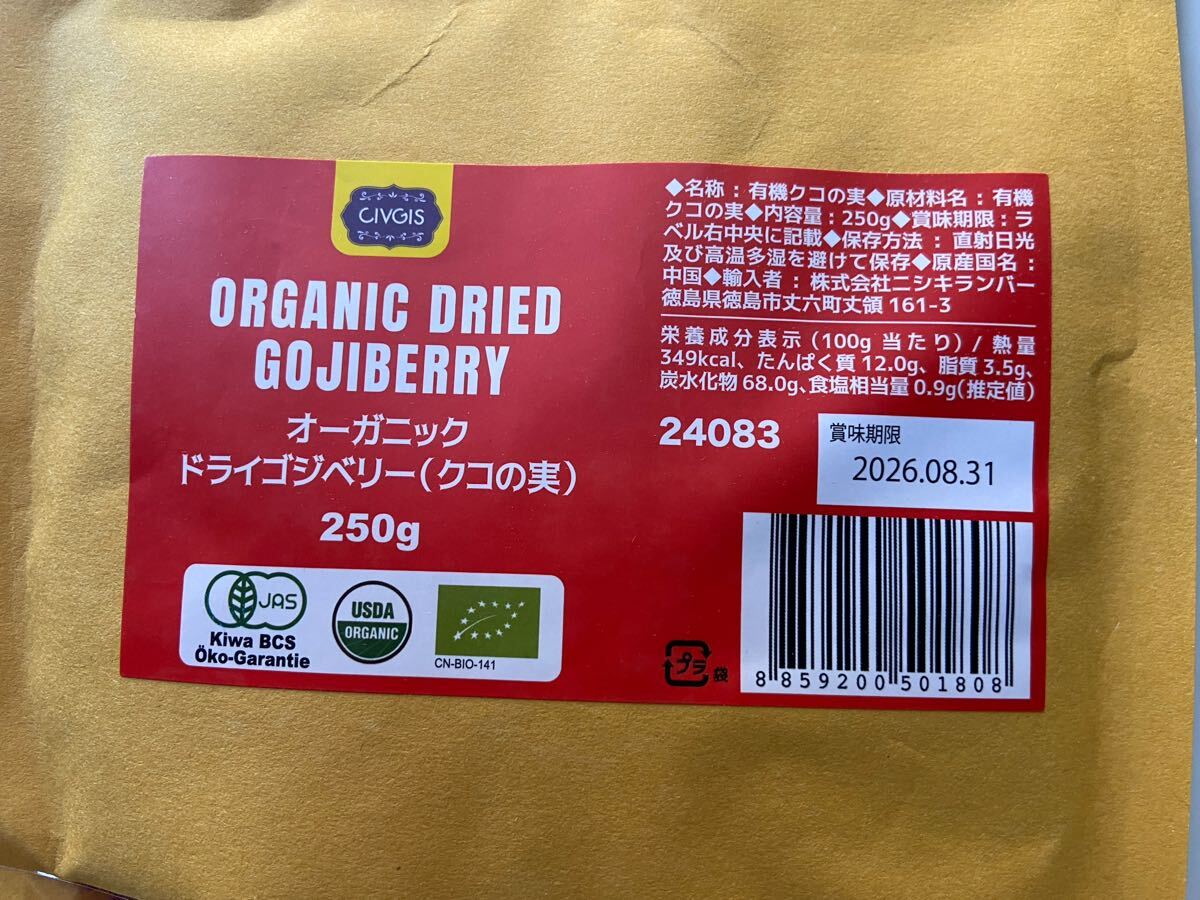 CIVGIS
ORGANIC DRIED
GOJIBERRY
オーガニック
ドライゴジベリー(クコの実)
250g
JAS
Kiwa BCS
Öko-Garantie
USDA
ORGANIC
CN-BIO-141
◆名称:有機クコの実◆原材料名:有機
クコの実◆内容量:250g◆賞味期限:ラ
ベル右中央に記載◆保存方法:直射日光
及び高温多湿を避けて保存◆原産国名:
中国◆輸入者:株式会社ニシキランバー
徳島県徳島市丈六町丈領 161-3
栄養成分表示(100g 当たり)/ 熱量
349kcal、たんぱく質 12.0g、脂質 3.5g、
炭水化物 68.0g、食塩相当量 0.9g(推定値)
24083
賞味期限
2026.08.31
プラ
袋
8 859200 501808